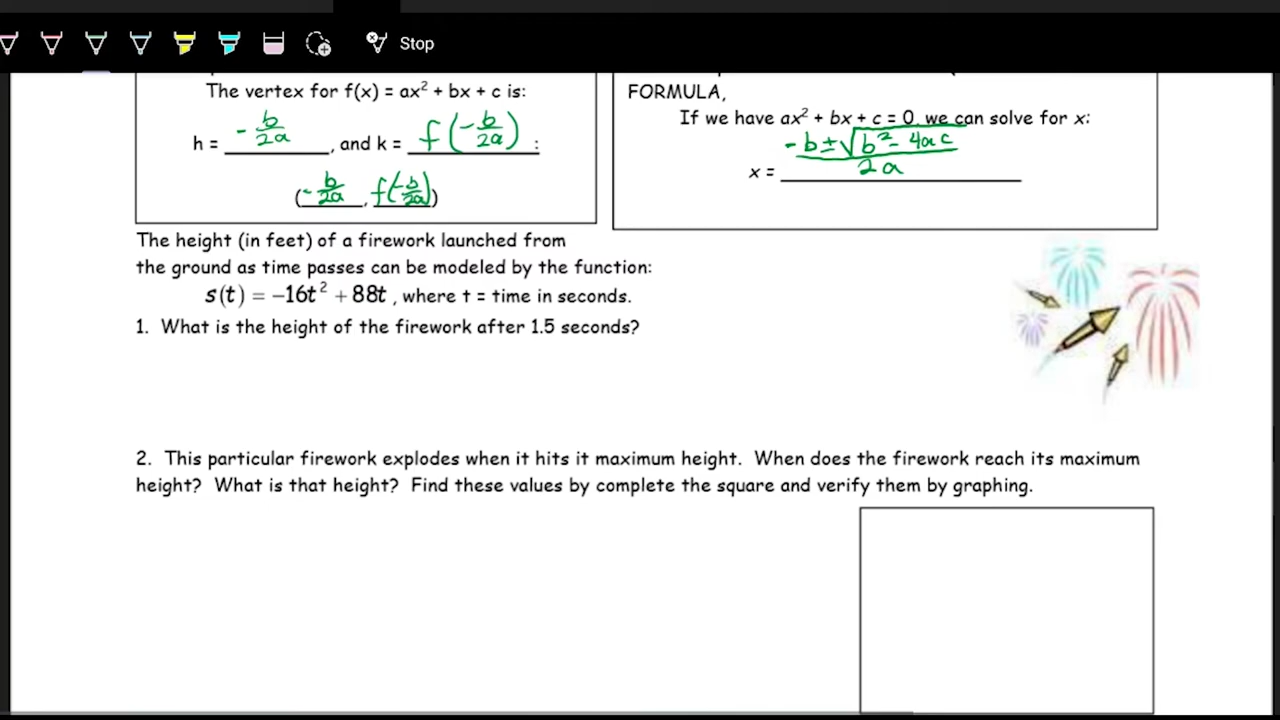 Stop
The vertex for f(x) = ax² + bx + c is:
h = -b/2a, and k = f(-b/2a) :
(-b/2a, f(-b/2a))
FORMULA,
If we have ax² + bx + c = 0, we can solve for x:
x = -b±√b²-4ac/2a
The height (in feet) of a firework launched from
the ground as time passes can be modeled by the function:
s(t) = -16t² + 88t, where t = time in seconds.
1. What is the height of the firework after 1.5 seconds?
2. This particular firework explodes when it hits it maximum height. When does the firework reach its maximum
height? What is that height? Find these values by complete the square and verify them by graphing.